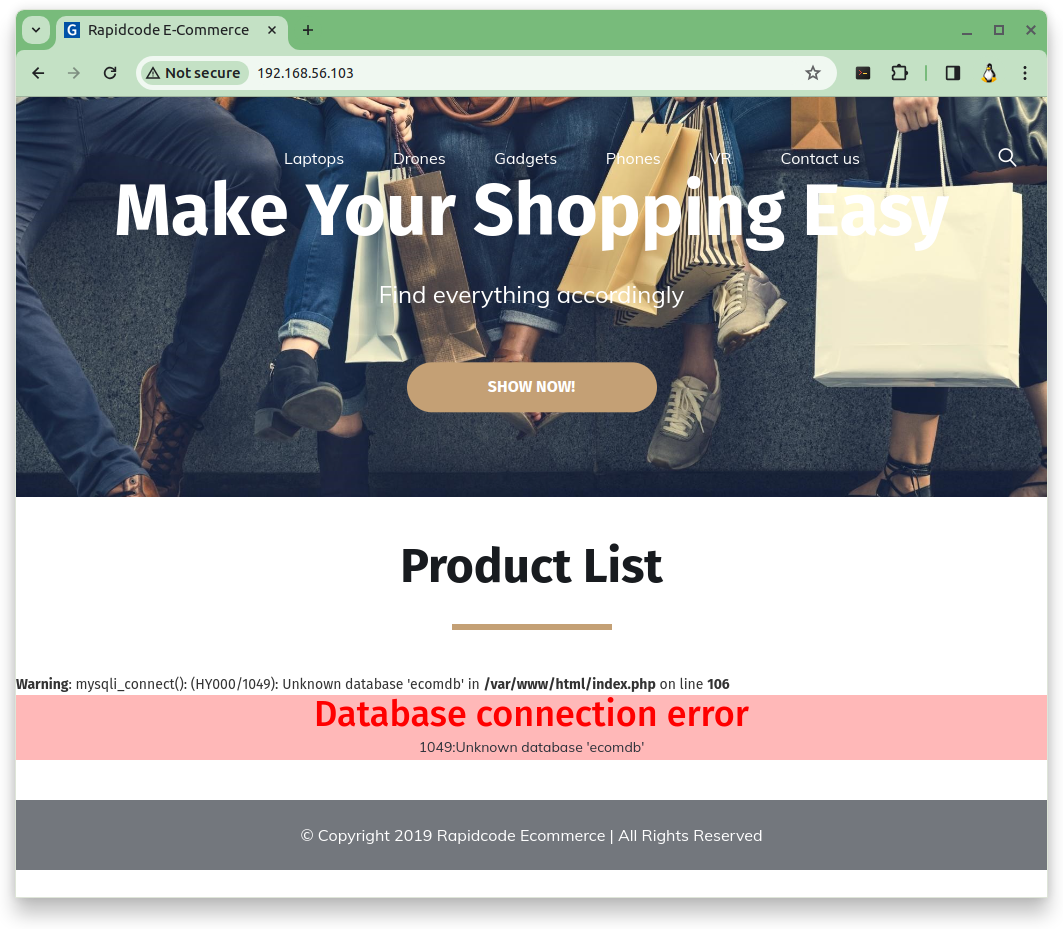 Rapidcode E-Commerce
Not secure 192.168.56.103
Laptops Drones Gadgets Phones VR Contact us
Make Your Shopping Easy
Find everything accordingly
SHOW NOW!
Product List
Warning: mysqli_connect(): (HY000/1049): Unknown database 'ecomdb' in /var/www/html/index.php on line 106
Database connection error
1049:Unknown database 'ecomdb'
© Copyright 2019 Rapidcode Ecommerce | All Rights Reserved